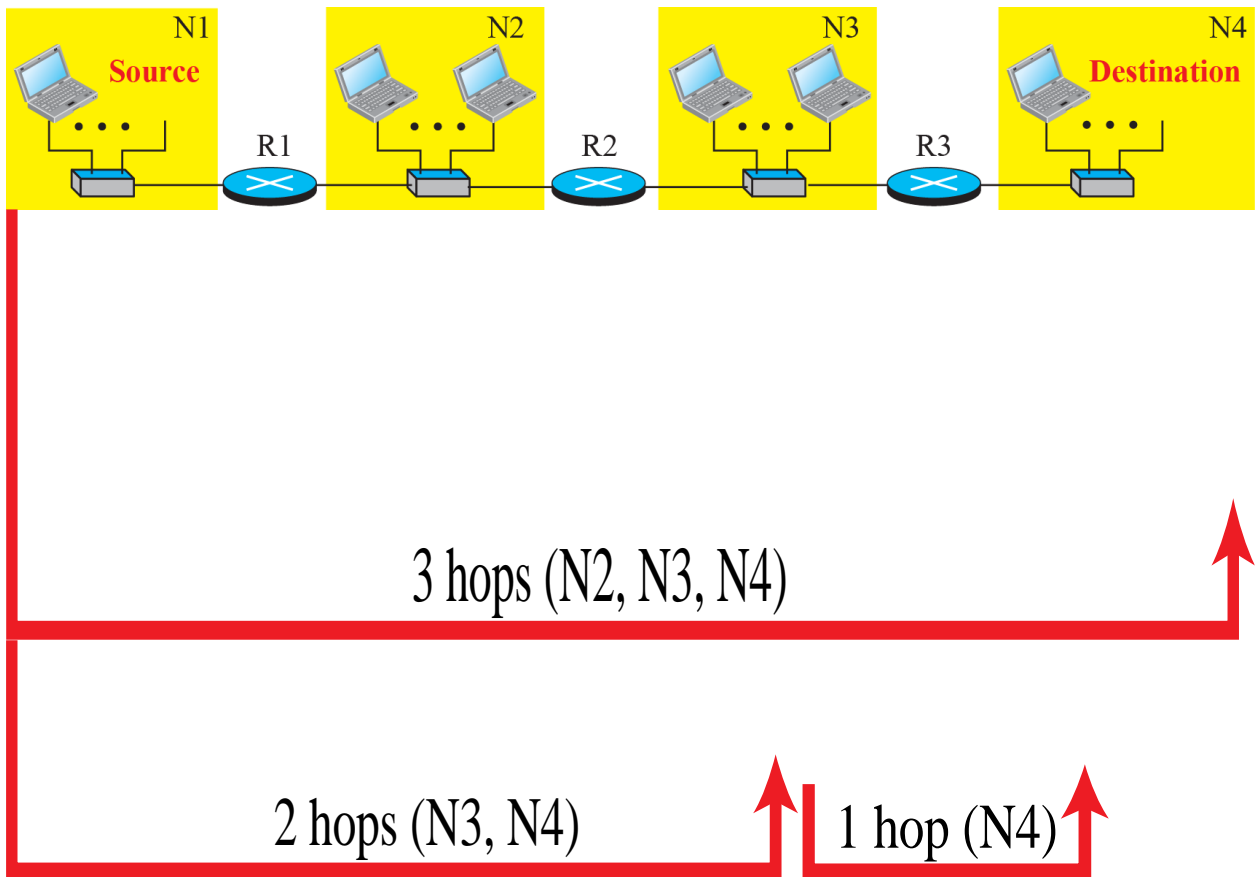 N1
N2
N3
N4
Source
Destination
R1
R2
R3
3 hops (N2, N3, N4)
2 hops (N3, N4)
1 hop (N4)